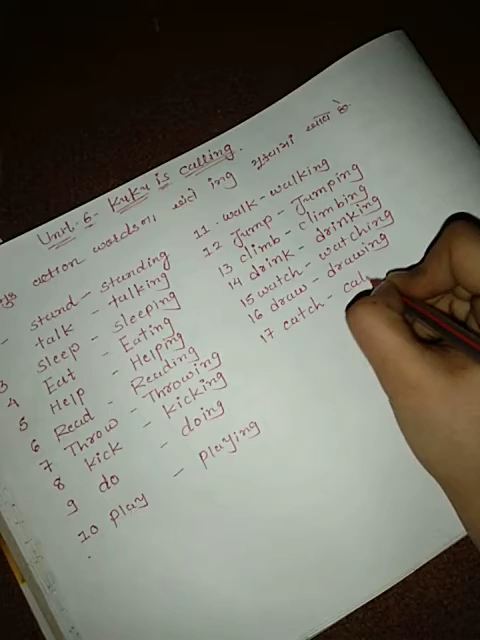 Unit-6- Kuku is calling.
action words ing
stand - standing
talk - talking
3 sleep - sleeping
4 Eat - Eating
5 Help - Helping
6 Read - Reading
7 Throw - Throwing
8 kick - kicking
9 do - doing
10 play - playing
11. walk - walking
12 Jump - Jumping
13 climb - climbing
14 drink - drinking
15 watch - watching
16 draw - drawing
17 catch - cat